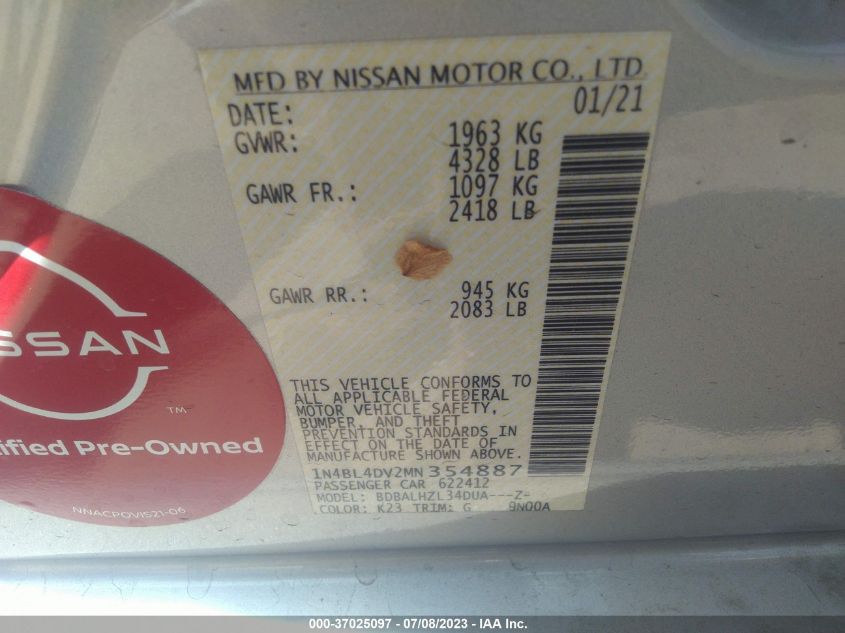 MFD BY NISSAN MOTOR CO., LTD.
DATE: 01/21
GVWR: 1963 KG
4328 LB
GAWR FR.: 1097 KG
2418 LB
GAWR RR.: 945 KG
2083 LB
THIS VEHICLE CONFORMS TO
ALL APPLICABLE FEDERAL
MOTOR VEHICLE SAFETY,
BUMPER, AND THEFT
PREVENTION STANDARDS IN
EFFECT ON THE DATE OF
MANUFACTURE SHOWN ABOVE.
1N4BL4DV2MN354887
PASSENGER CAR 622412
MODEL: BDBALHZL34DUA---Z-
COLOR: K23 TRIM: G 9N00A
SSAN
TM
ified Pre-Owned
NNACPOVIS21-06
000-37025097 - 07/08/2023 - IAA Inc.